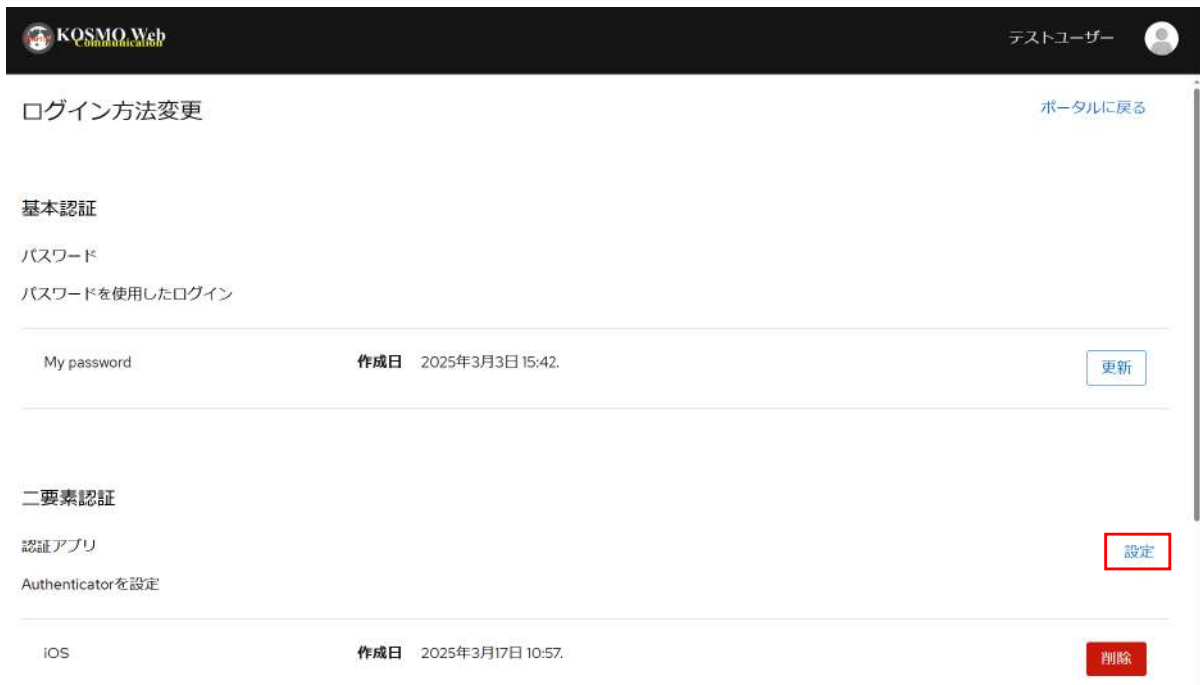 KOSMO Web
Communication
テストユーザー
ログイン方法変更
ポータルに戻る
基本認証
パスワード
パスワードを使用したログイン
My password 作成日 2025年3月3日 15:42. 更新
二要素認証
認証アプリ 設定
Authenticatorを設定
iOS 作成日 2025年3月17日 10:57. 削除